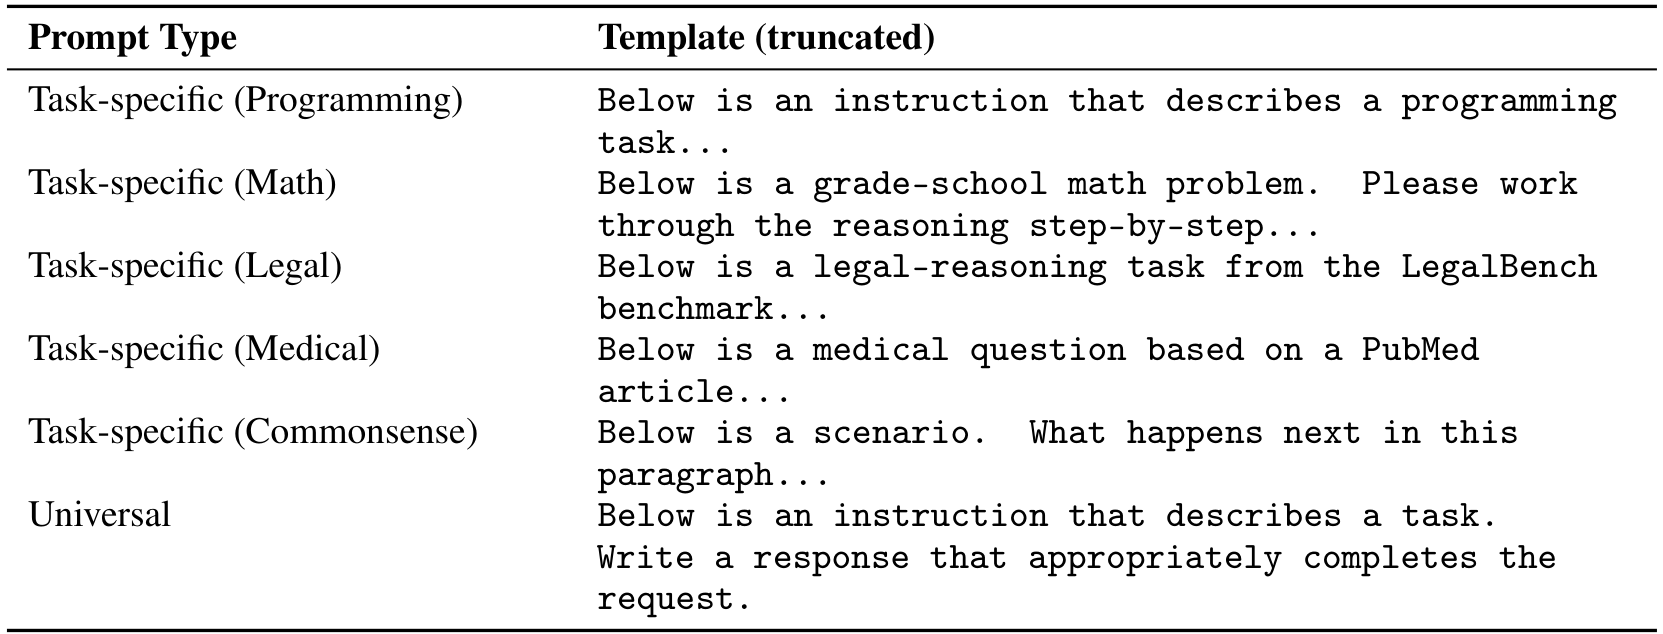 Prompt Type Template (truncated)
Task-specific (Programming) Below is an instruction that describes a programming
task...
Task-specific (Math) Below is a grade-school math problem. Please work
through the reasoning step-by-step...
Task-specific (Legal) Below is a legal-reasoning task from the LegalBench
benchmark...
Task-specific (Medical) Below is a medical question based on a PubMed
article...
Task-specific (Commonsense) Below is a scenario. What happens next in this
paragraph...
Universal Below is an instruction that describes a task.
Write a response that appropriately completes the
request.